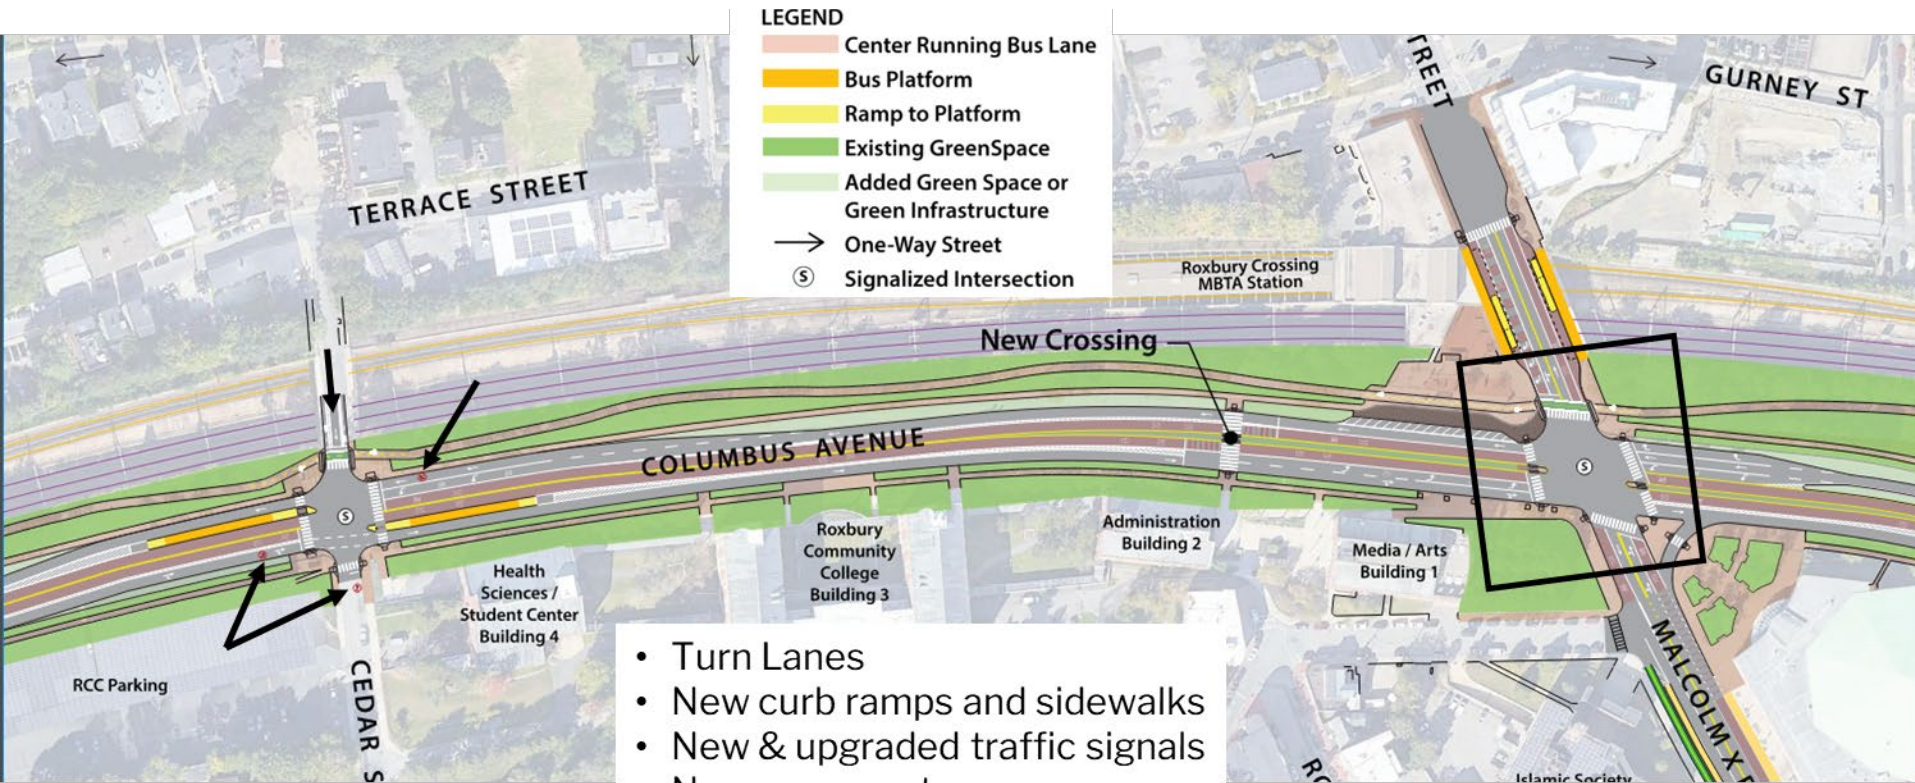 LEGEND
Center Running Bus Lane
Bus Platform
Ramp to Platform
Existing GreenSpace
Added Green Space or
Green Infrastructure
One-Way Street
S Signalized Intersection
TREET
GURNEY ST
TERRACE STREET
Roxbury Crossing
MBTA Station
New Crossing
COLUMBUS AVENUE
S
S
Health
Sciences /
Student Center
Building 4
Roxbury
Community
College
Building 3
Administration
Building 2
Media / Arts
Building 1
RCC Parking
CEDAR S
MALCOLM X
• Turn Lanes
• New curb ramps and sidewalks
• New & upgraded traffic signals
Islamic Society